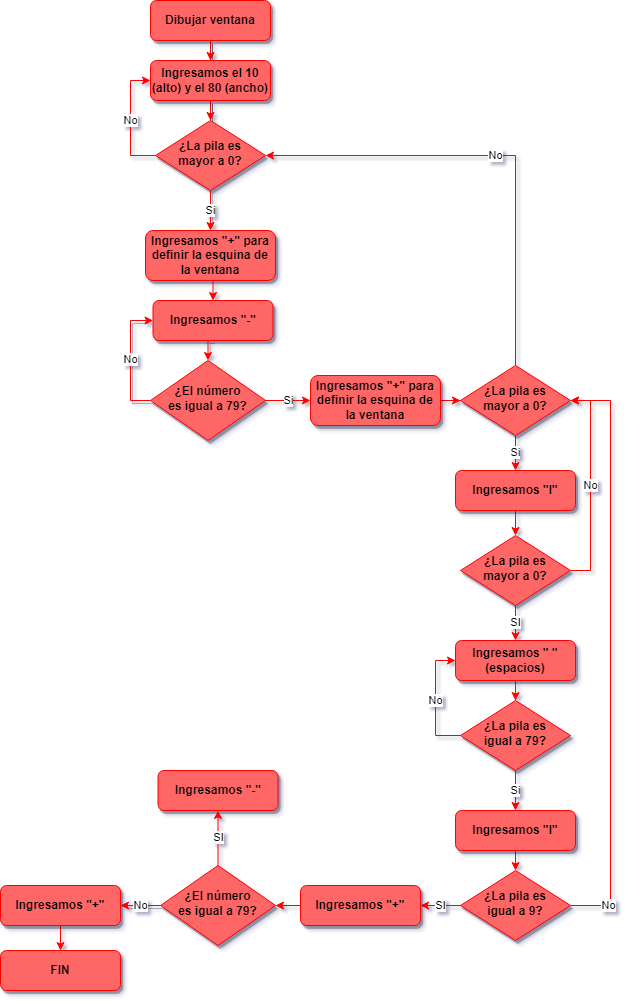 Dibujar ventana
Ingresamos el 10
(alto) y el 80 (ancho)
No
¿La pila es
mayor a 0?
No
Si
Ingresamos "+" para
definir la esquina de
la ventana
Ingresamos "-"
No
¿El número
es igual a 79?
Si
Ingresamos "+" para
definir la esquina de
la ventana
¿La pila es
mayor a 0?
Si
Ingresamos "I"
No
¿La pila es
mayor a 0?
SI
Ingresamos " "
(espacios)
No
¿La pila es
igual a 79?
Si
Ingresamos "I"
¿La pila es
igual a 9?
No
SI
Ingresamos "+"
¿El número
es igual a 79?
SI
Ingresamos "-"
No
Ingresamos "+"
FIN